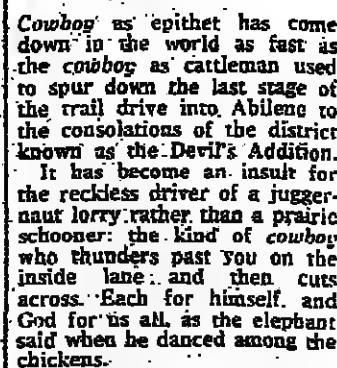 Cowboy as epithet has come
down in the world as fast as
the cowboy as cattleman used
to spur down the last stage of
the trail drive into Abilene to
the consolations of the district
known as the Devil's Addition.
It has become an insult for
the reckless driver of a jugger-
naut lorry rather than a prairie
schooner: the kind of cowboy
who thunders past you on the
inside lane and then cuts
across. Each for himself and
God for us all, as the elephant
said when he danced among the
chickens.